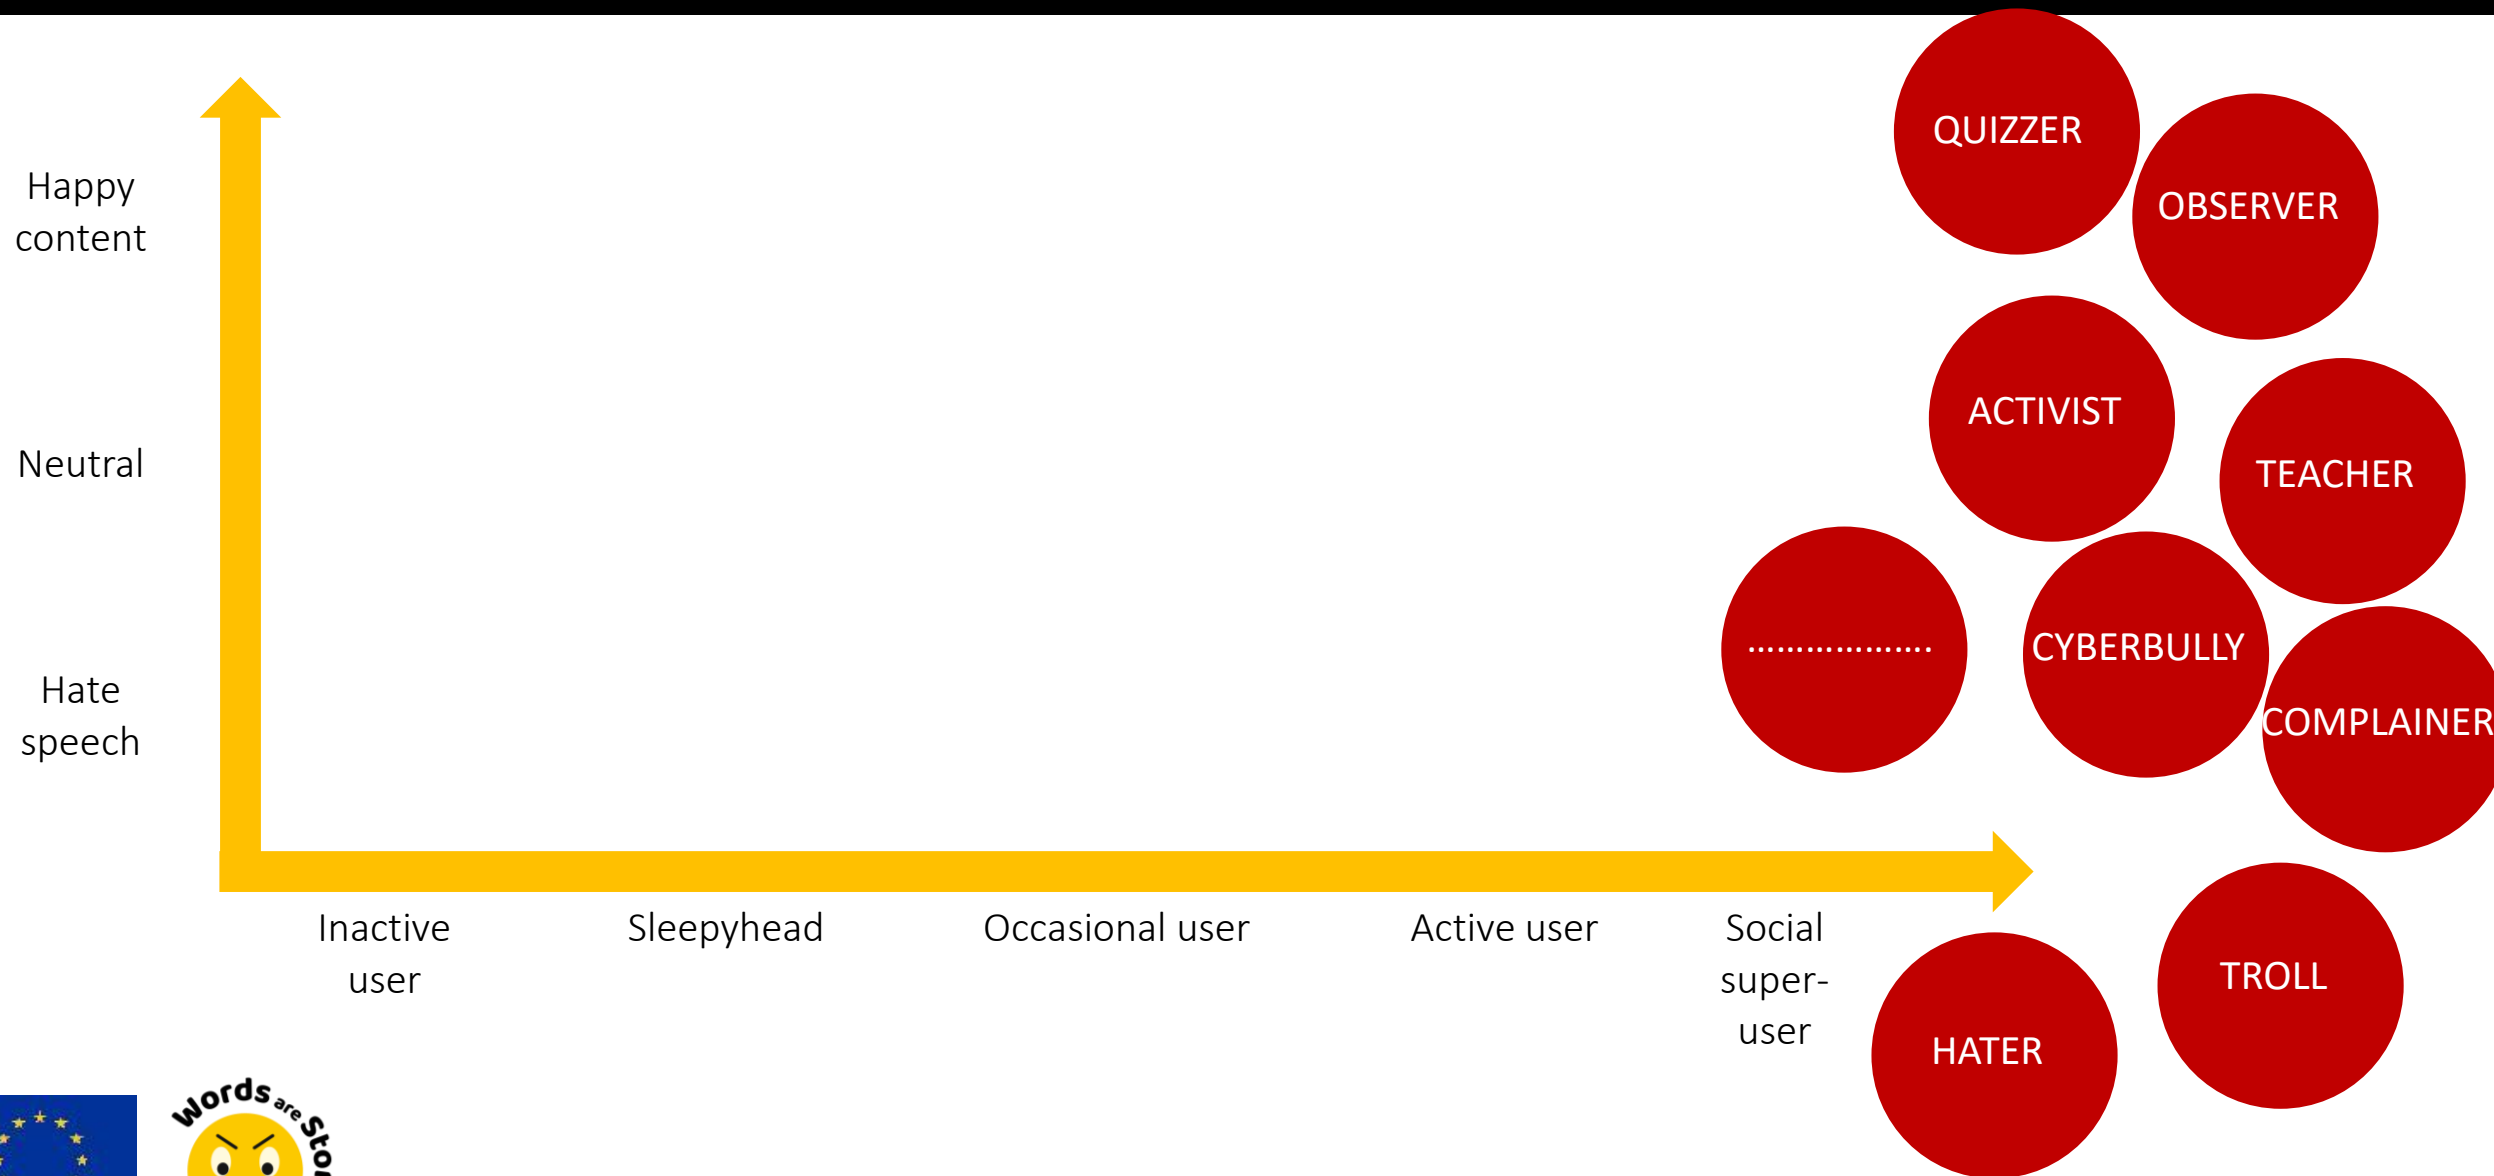 QUIZZER
OBSERVER
Happy
content
ACTIVIST
Neutral
TEACHER
....................
CYBERBULLY
Hate
speech
COMPLAINER
Inactive
user
Sleepyhead
Occasional user
Active user
Social
super-
user
TROLL
HATER
Words are